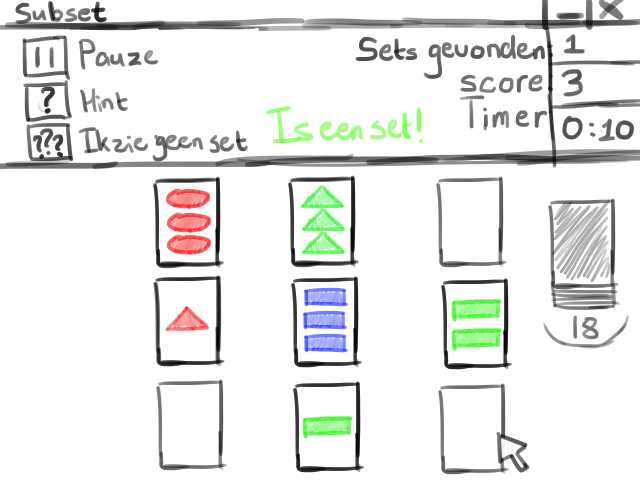 Subset
Pauze
Hint
Ik zie geen set
Is een set!
Sets gevonden 1
score 3
Timer 0:10
?
???
18